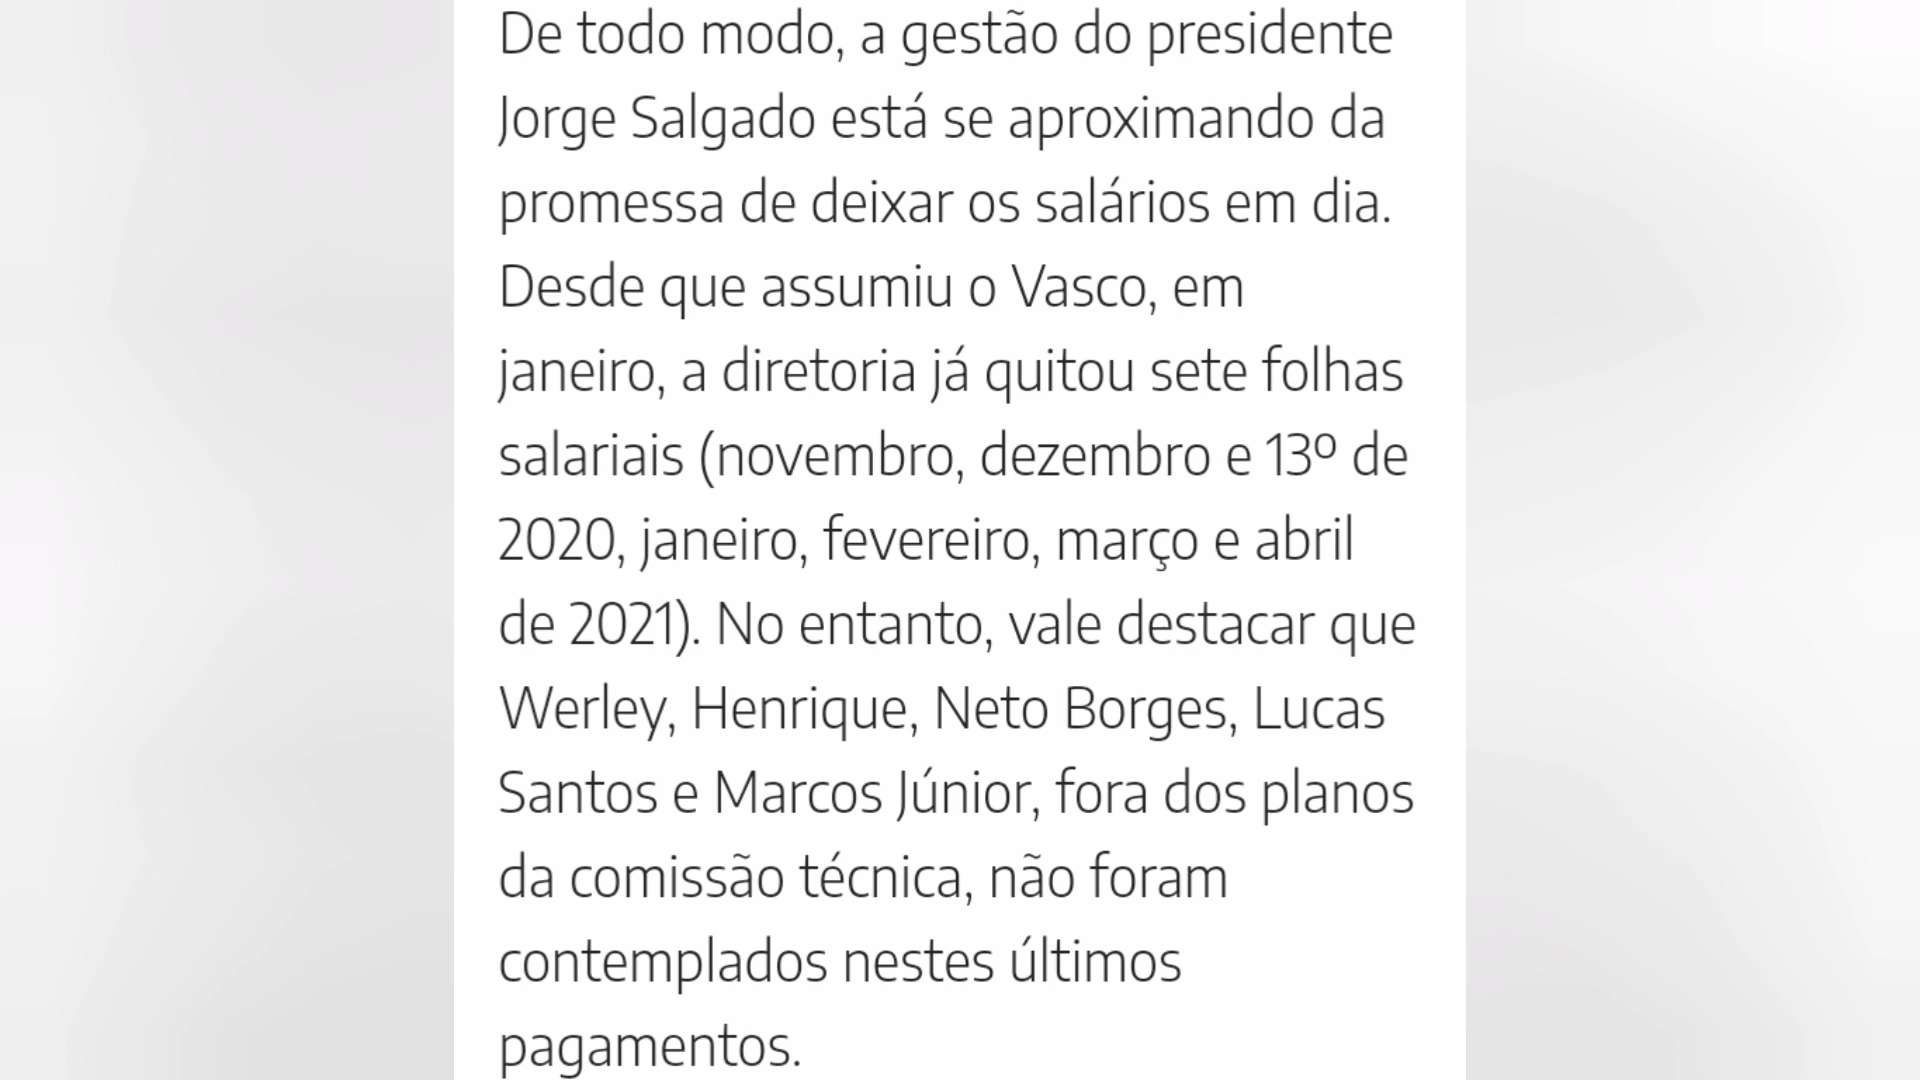 De todo modo, a gestão do presidente
Jorge Salgado está se aproximando da
promessa de deixar os salários em dia.
Desde que assumiu o Vasco, em
janeiro, a diretoria já quitou sete folhas
salariais (novembro, dezembro e 13º de
2020, janeiro, fevereiro, março e abril
de 2021). No entanto, vale destacar que
Werley, Henrique, Neto Borges, Lucas
Santos e Marcos Júnior, fora dos planos
da comissão técnica, não foram
contemplados nestes últimos
pagamentos.